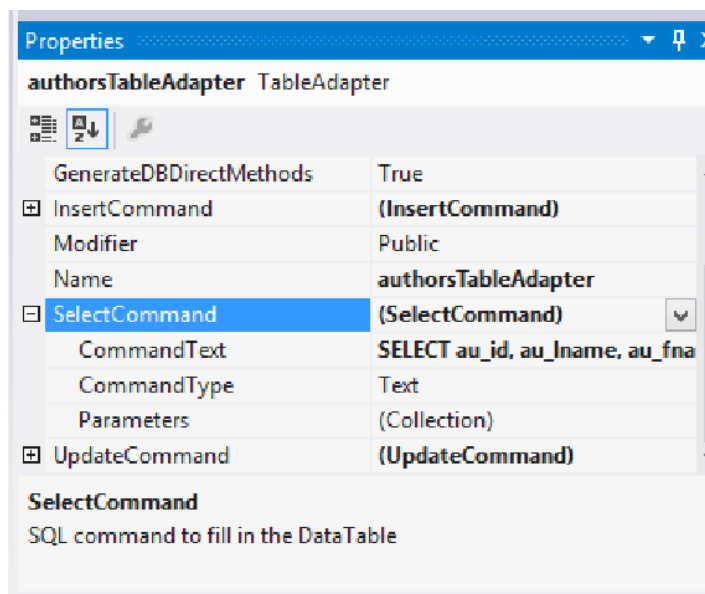 Properties
authorsTableAdapter TableAdapter
GenerateDBDirectMethods True
InsertCommand (InsertCommand)
Modifier Public
Name authorsTableAdapter
SelectCommand (SelectCommand)
CommandText SELECT au_id, au_lname, au_fna
CommandType Text
Parameters (Collection)
UpdateCommand (UpdateCommand)
SelectCommand
SQL command to fill in the DataTable